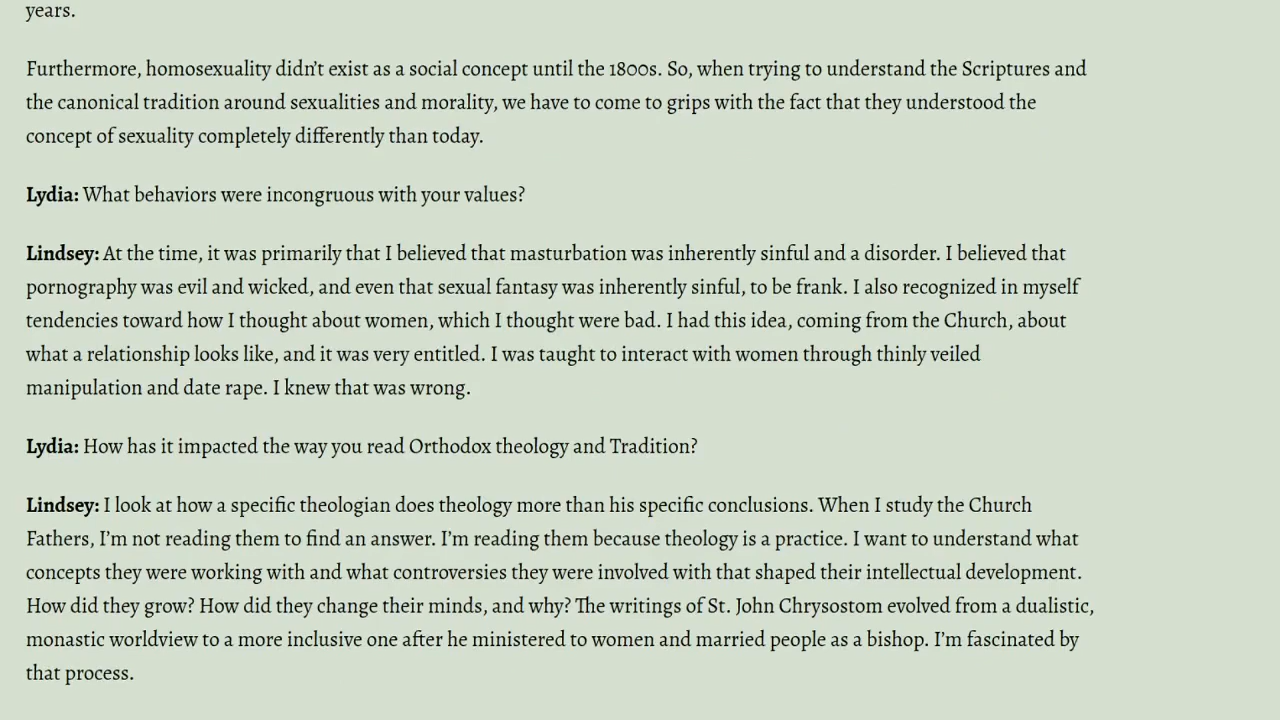 years.
Furthermore, homosexuality didn’t exist as a social concept until the 1800s. So, when trying to understand the Scriptures and
the canonical tradition around sexualities and morality, we have to come to grips with the fact that they understood the
concept of sexuality completely differently than today.
Lydia: What behaviors were incongruous with your values?
Lindsey: At the time, it was primarily that I believed that masturbation was inherently sinful and a disorder. I believed that
pornography was evil and wicked, and even that sexual fantasy was inherently sinful, to be frank. I also recognized in myself
tendencies toward how I thought about women, which I thought were bad. I had this idea, coming from the Church, about
what a relationship looks like, and it was very entitled. I was taught to interact with women through thinly veiled
manipulation and date rape. I knew that was wrong.
Lydia: How has it impacted the way you read Orthodox theology and Tradition?
Lindsey: I look at how a specific theologian does theology more than his specific conclusions. When I study the Church
Fathers, I’m not reading them to find an answer. I’m reading them because theology is a practice. I want to understand what
concepts they were working with and what controversies they were involved with that shaped their intellectual development.
How did they grow? How did they change their minds, and why? The writings of St. John Chrysostom evolved from a dualistic,
monastic worldview to a more inclusive one after he ministered to women and married people as a bishop. I’m fascinated by
that process.